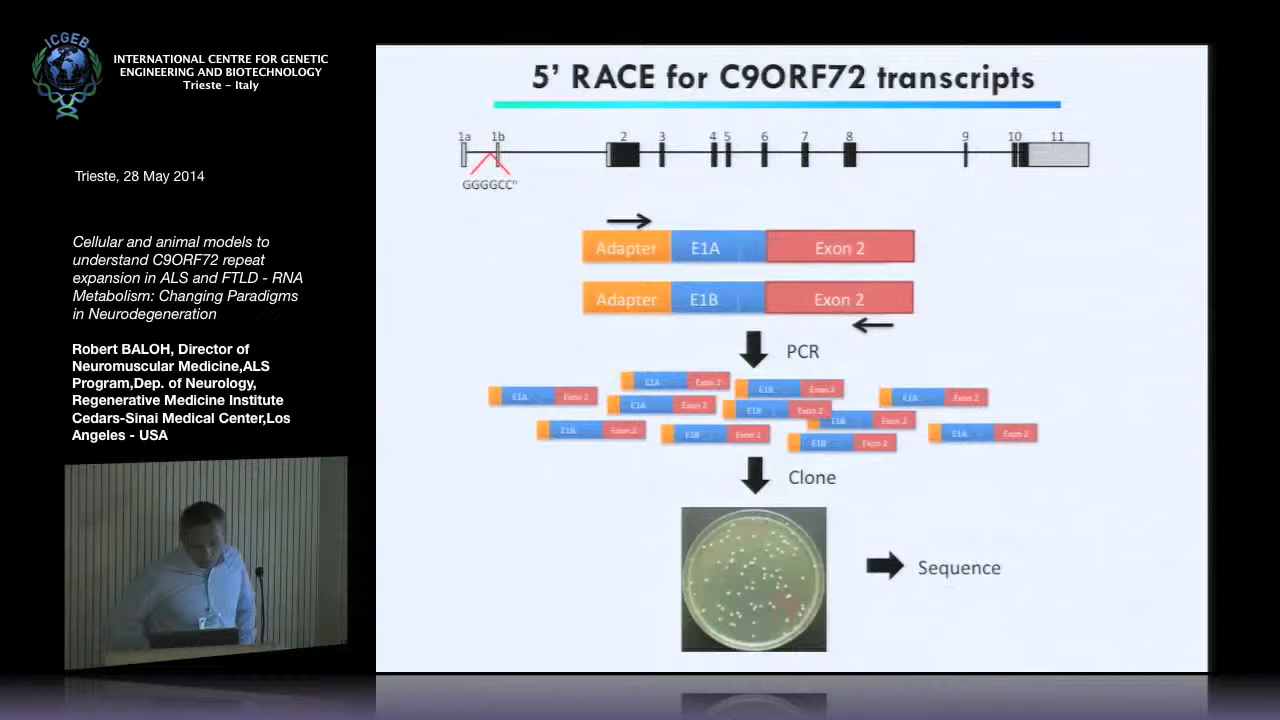 ICGEB
INTERNATIONAL CENTRE FOR GENETIC
ENGINEERING AND BIOTECHNOLOGY
Trieste - Italy
Trieste, 28 May 2014
Cellular and animal models to
understand C9ORF72 repeat
expansion in ALS and FTLD - RNA
Metabolism: Changing Paradigms
in Neurodegeneration
Robert BALOH, Director of
Neuromuscular Medicine,ALS
Program,Dep. of Neurology,
Regenerative Medicine Institute
Cedars-Sinai Medical Center,Los
Angeles - USA
5’ RACE for C9ORF72 transcripts
1a 1b 2 3 4 5 6 7 8 9 10 11
GGGGCCⁿ
Adapter E1A Exon 2
Adapter E1B Exon 2
PCR
E1A Exon 2
E1B Exon 2
E1A Exon 2
E1A Exon 2
E1A Exon 2
E1B Exon 2
E1B Exon 2
E1B Exon 2
E1B Exon 2
E1B Exon 2
E1A Exon 2
Clone
Sequence